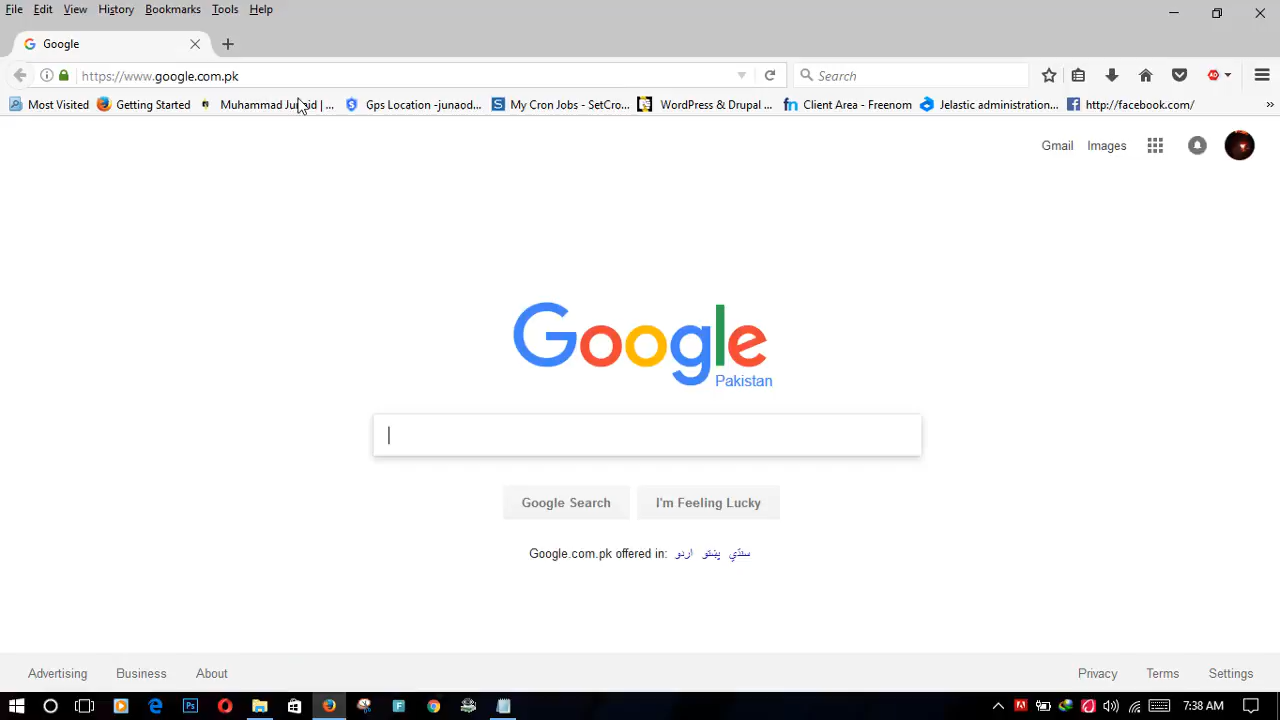 File Edit View History Bookmarks Tools Help
Google
https://www.google.com.pk
Search
Most Visited Getting Started Muhammad Ju id | ... Gps Location -junaod... My Cron Jobs - SetCro... WordPress & Drupal ... Client Area - Freenom Jelastic administration... http://facebook.com/ »
Gmail Images
Google
Pakistan
Google Search I'm Feeling Lucky
Google.com.pk offered in: اردو پښتو سنڌي
Advertising Business About Privacy Terms Settings
7:38 AM